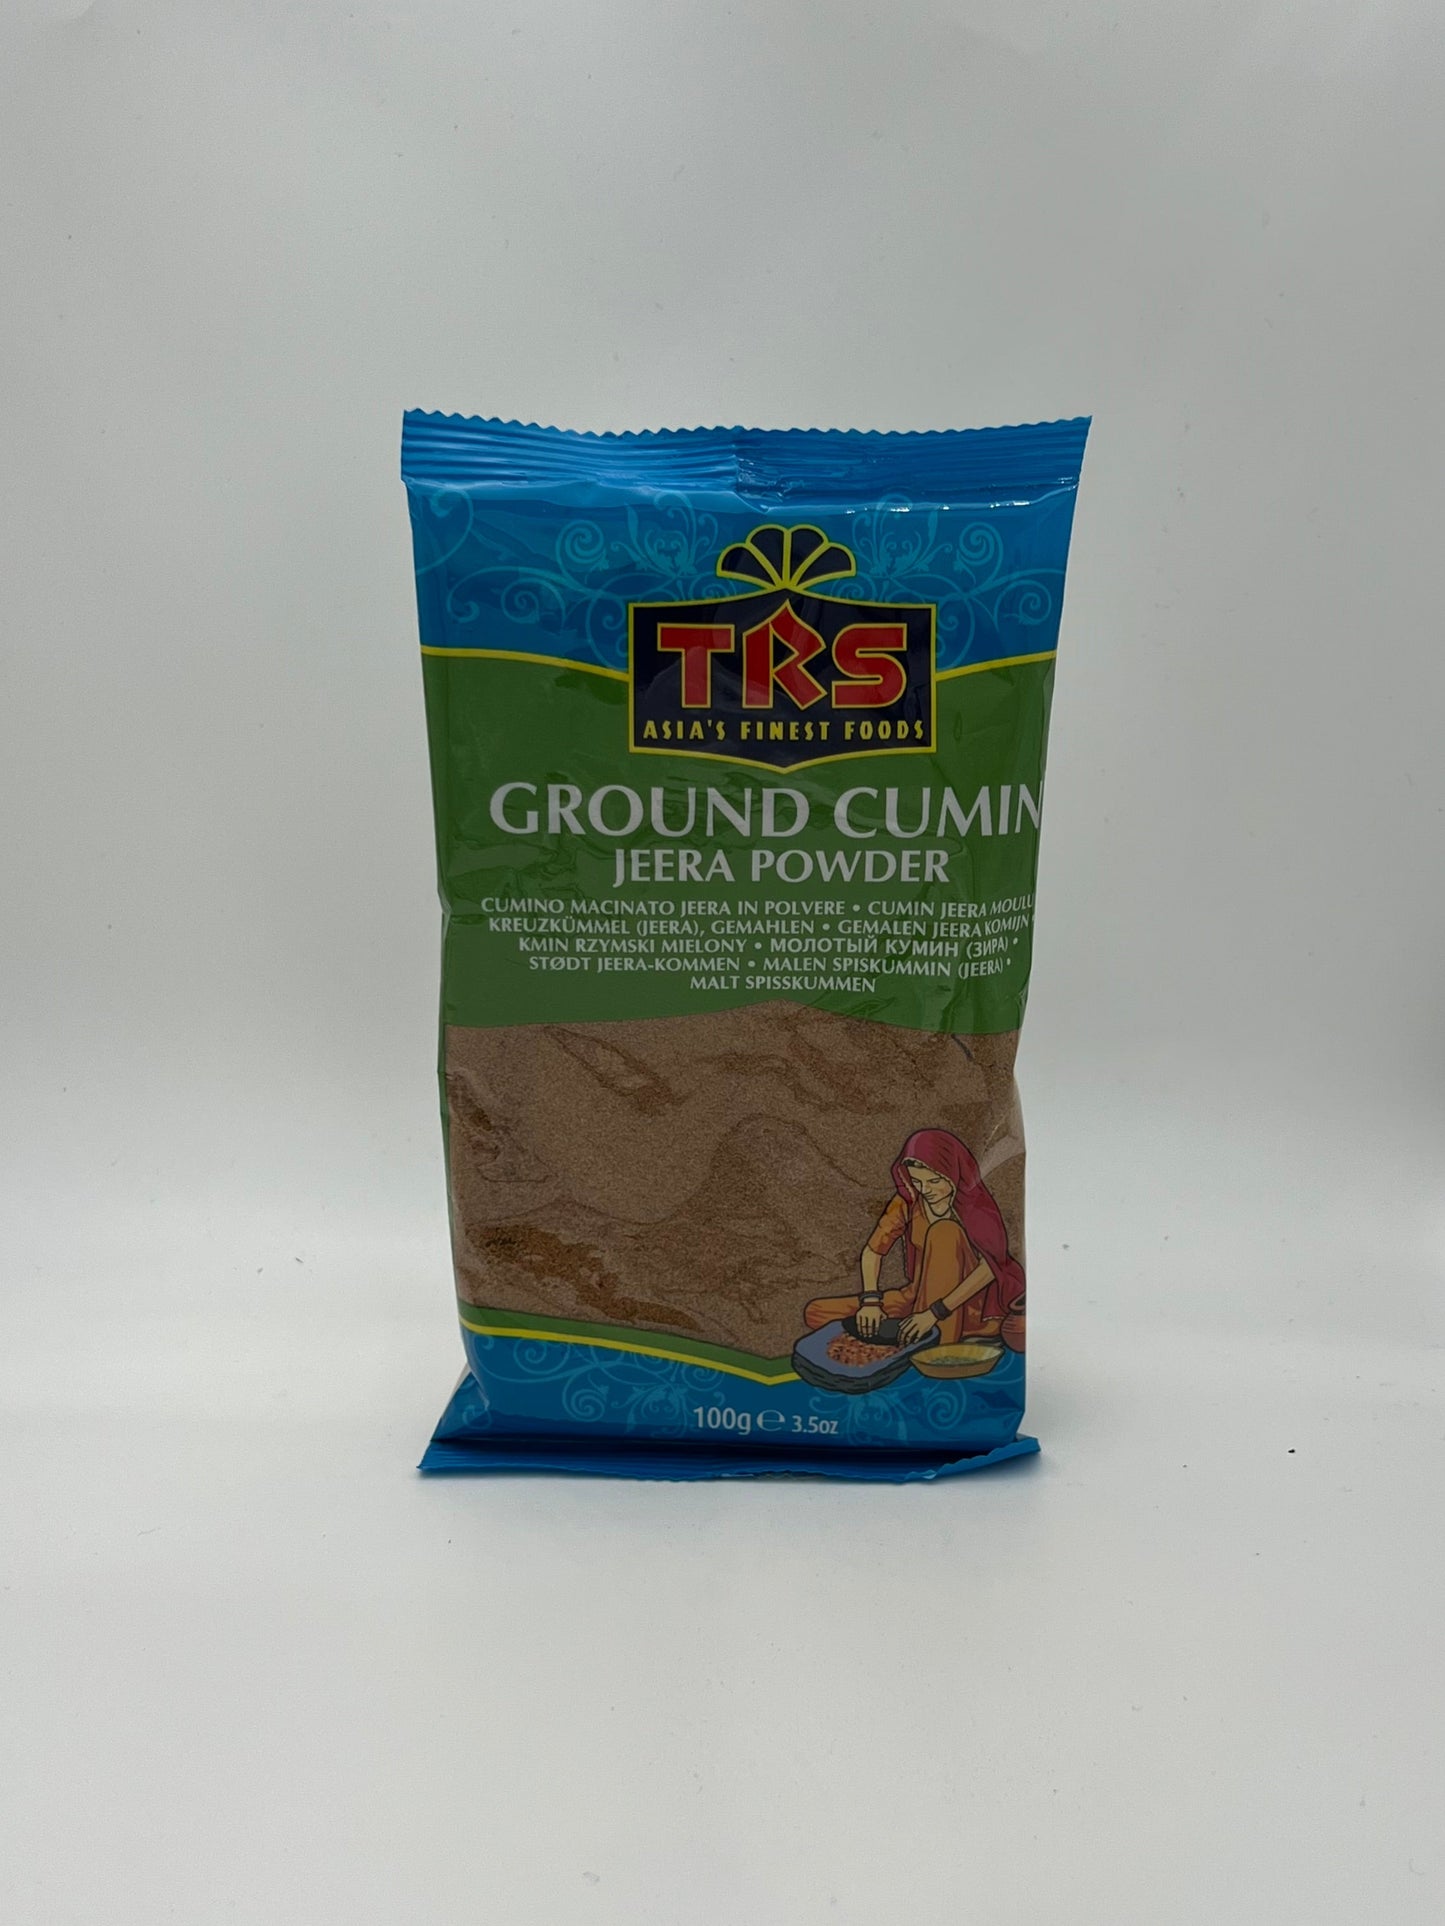 TRS
ASIA'S FINEST FOODS
GROUND CUMIN
JEERA POWDER
CUMINO MACINATO JEERA IN POLVERE • CUMIN JEERA MOULU
KREUZKÜMMEL (JEERA), GEMAHLEN • GEMALEN JEERA KOMIJN •
KMIN RZYMSKI MIELONY • МОЛОТЫЙ КУМИН (ЗИРА) •
STØDT JEERA-KOMMEN • MALEN SPISKUMMIN (JEERA) •
MALT SPISSKUMMEN
100g ℮ 3.5oz